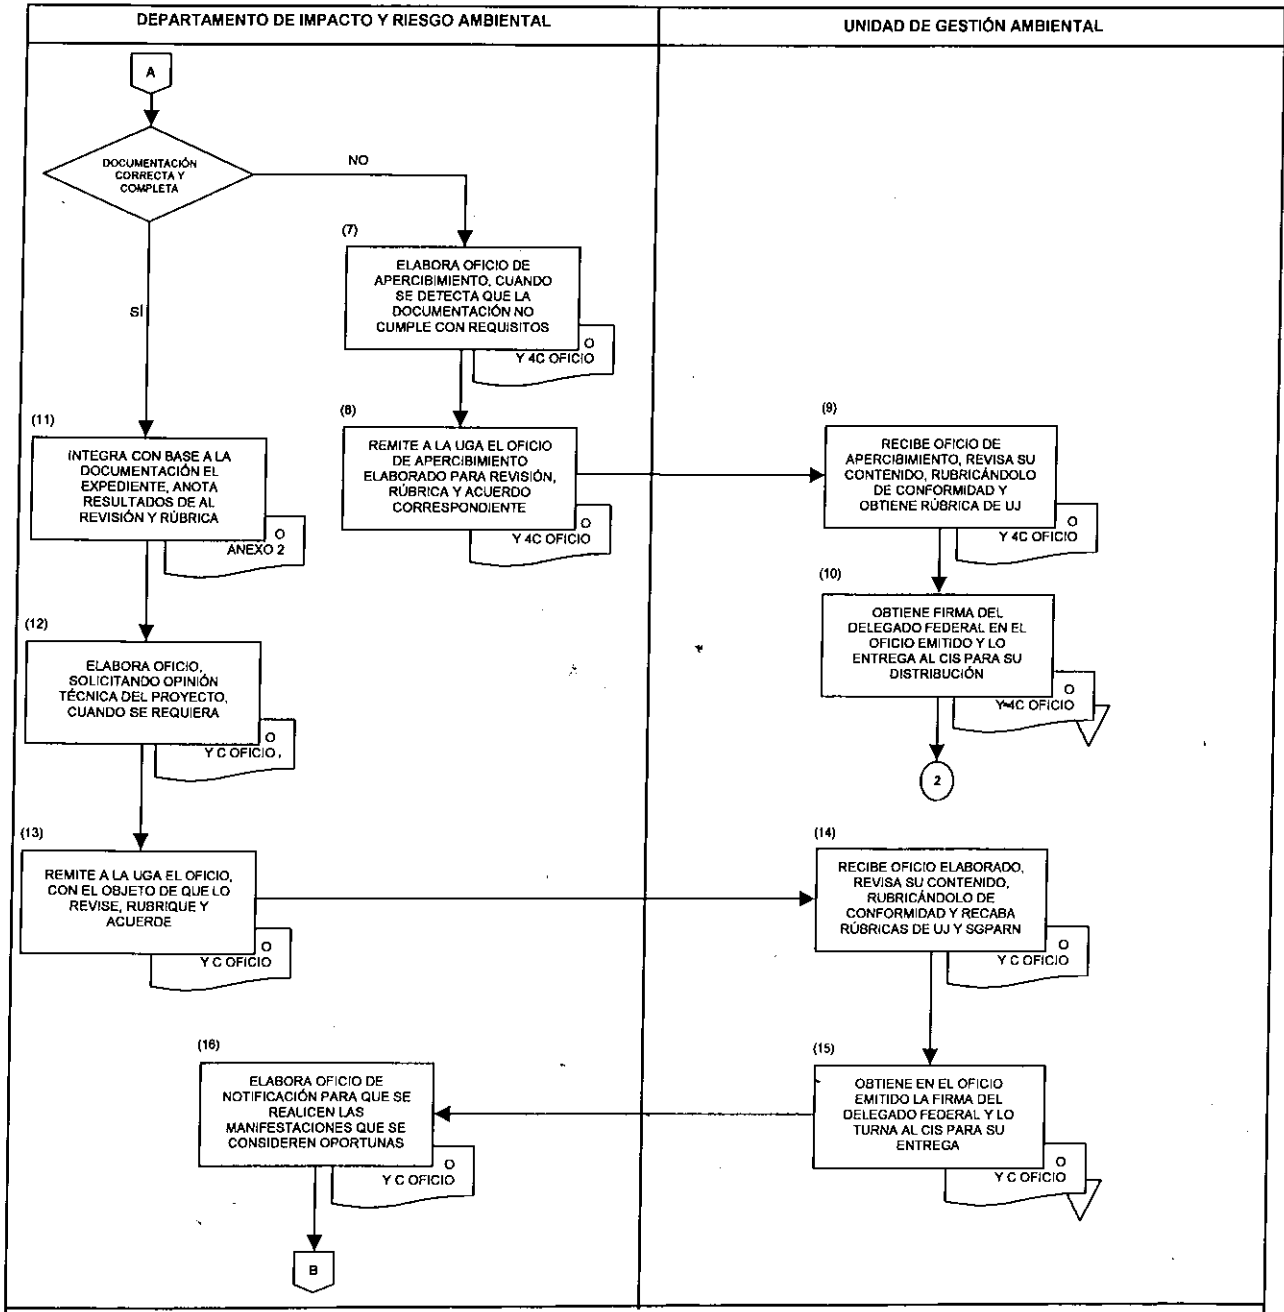 DEPARTAMENTO DE IMPACTO Y RIESGO AMBIENTAL
UNIDAD DE GESTIÓN AMBIENTAL
A
DOCUMENTACIÓN
CORRECTA Y
COMPLETA
NO
SÍ
(7)
ELABORA OFICIO DE
APERCIBIMIENTO, CUANDO
SE DETECTA QUE LA
DOCUMENTACIÓN NO
CUMPLE CON REQUISITOS
O
Y 4C OFICIO
(8)
REMITE A LA UGA EL OFICIO
DE APERCIBIMIENTO
ELABORADO PARA REVISIÓN,
RÚBRICA Y ACUERDO
CORRESPONDIENTE
O
Y 4C OFICIO
(9)
RECIBE OFICIO DE
APERCIBIMIENTO, REVISA SU
CONTENIDO, RUBRICÁNDOLO
DE CONFORMIDAD Y
OBTIENE RÚBRICA DE UJ
O
Y 4C OFICIO
(10)
OBTIENE FIRMA DEL
DELEGADO FEDERAL EN EL
OFICIO EMITIDO Y LO
ENTREGA AL CIS PARA SU
DISTRIBUCIÓN
O
Y 4C OFICIO
2
(11)
INTEGRA CON BASE A LA
DOCUMENTACIÓN EL
EXPEDIENTE, ANOTA
RESULTADOS DE AL
REVISIÓN Y RÚBRICA
O
ANEXO 2
(12)
ELABORA OFICIO,
SOLICITANDO OPINIÓN
TÉCNICA DEL PROYECTO,
CUANDO SE REQUIERA
O
Y C OFICIO
(13)
REMITE A LA UGA EL OFICIO,
CON EL OBJETO DE QUE LO
REVISE, RUBRIQUE Y
ACUERDE
O
Y C OFICIO
(14)
RECIBE OFICIO ELABORADO,
REVISA SU CONTENIDO,
RUBRICÁNDOLO DE
CONFORMIDAD Y RECABA
RÚBRICAS DE UJ Y SGPARN
O
Y C OFICIO
(15)
OBTIENE EN EL OFICIO
EMITIDO LA FIRMA DEL
DELEGADO FEDERAL Y LO
TURNA AL CIS PARA SU
ENTREGA
O
Y C OFICIO
(16)
ELABORA OFICIO DE
NOTIFICACIÓN PARA QUE SE
REALICEN LAS
MANIFESTACIONES QUE SE
CONSIDEREN OPORTUNAS
O
Y C OFICIO
B